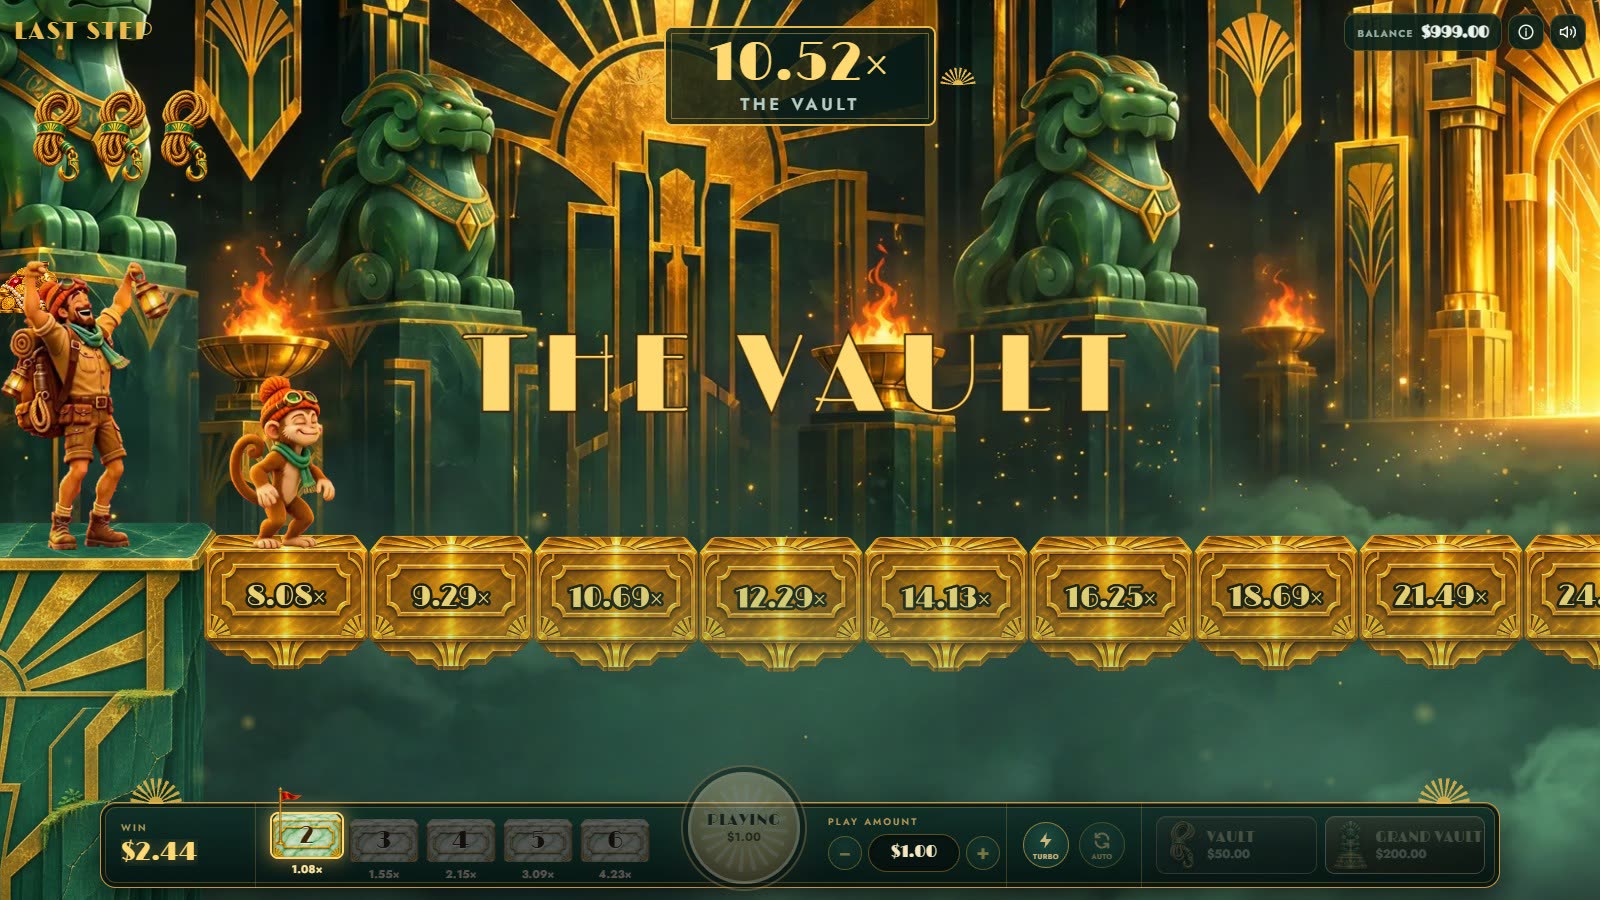 LAST STEP
10.52×
THE VAULT
BALANCE $999.00
THE VAULT
8.08×
9.29×
10.69×
12.29×
14.13×
16.25×
18.69×
21.49×
24.
WIN
$2.44
2
1.08×
3
1.55×
4
2.15×
5
3.09×
6
4.23×
PLAYING
$1.00
PLAY AMOUNT
−
$1.00
+
TURBO
AUTO
VAULT
$50.00
GRAND VAULT
$200.00